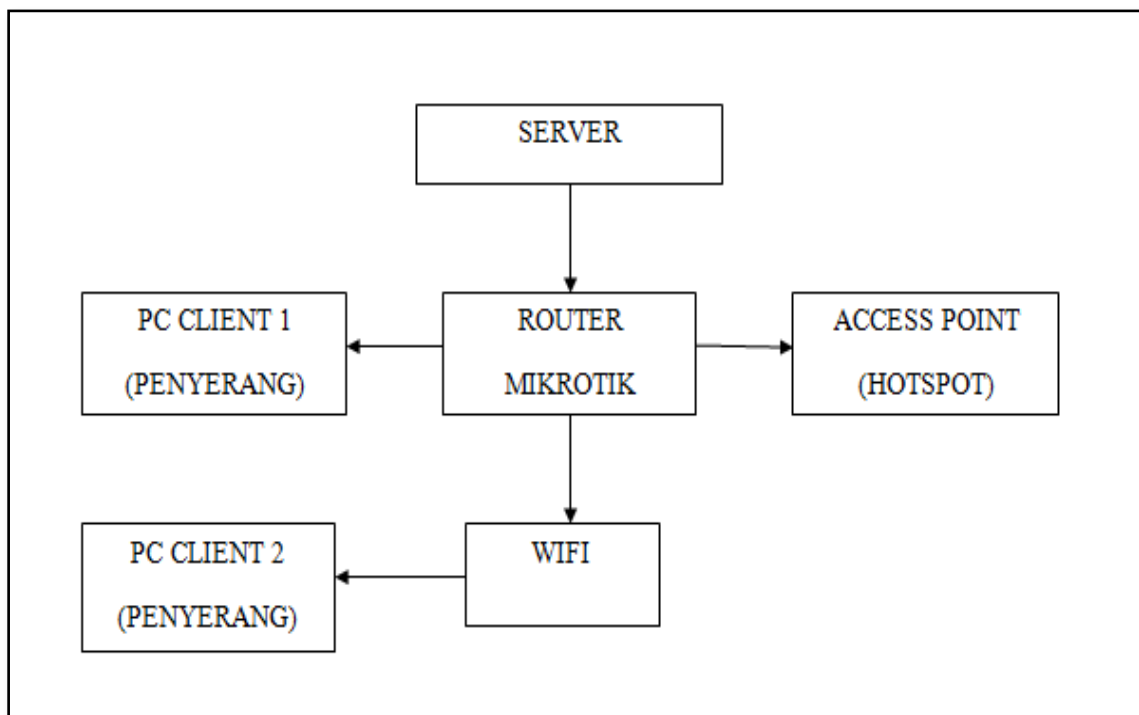 SERVER
PC CLIENT 1
(PENYERANG)
ROUTER
MIKROTIK
ACCESS POINT
(HOTSPOT)
PC CLIENT 2
(PENYERANG)
WIFI